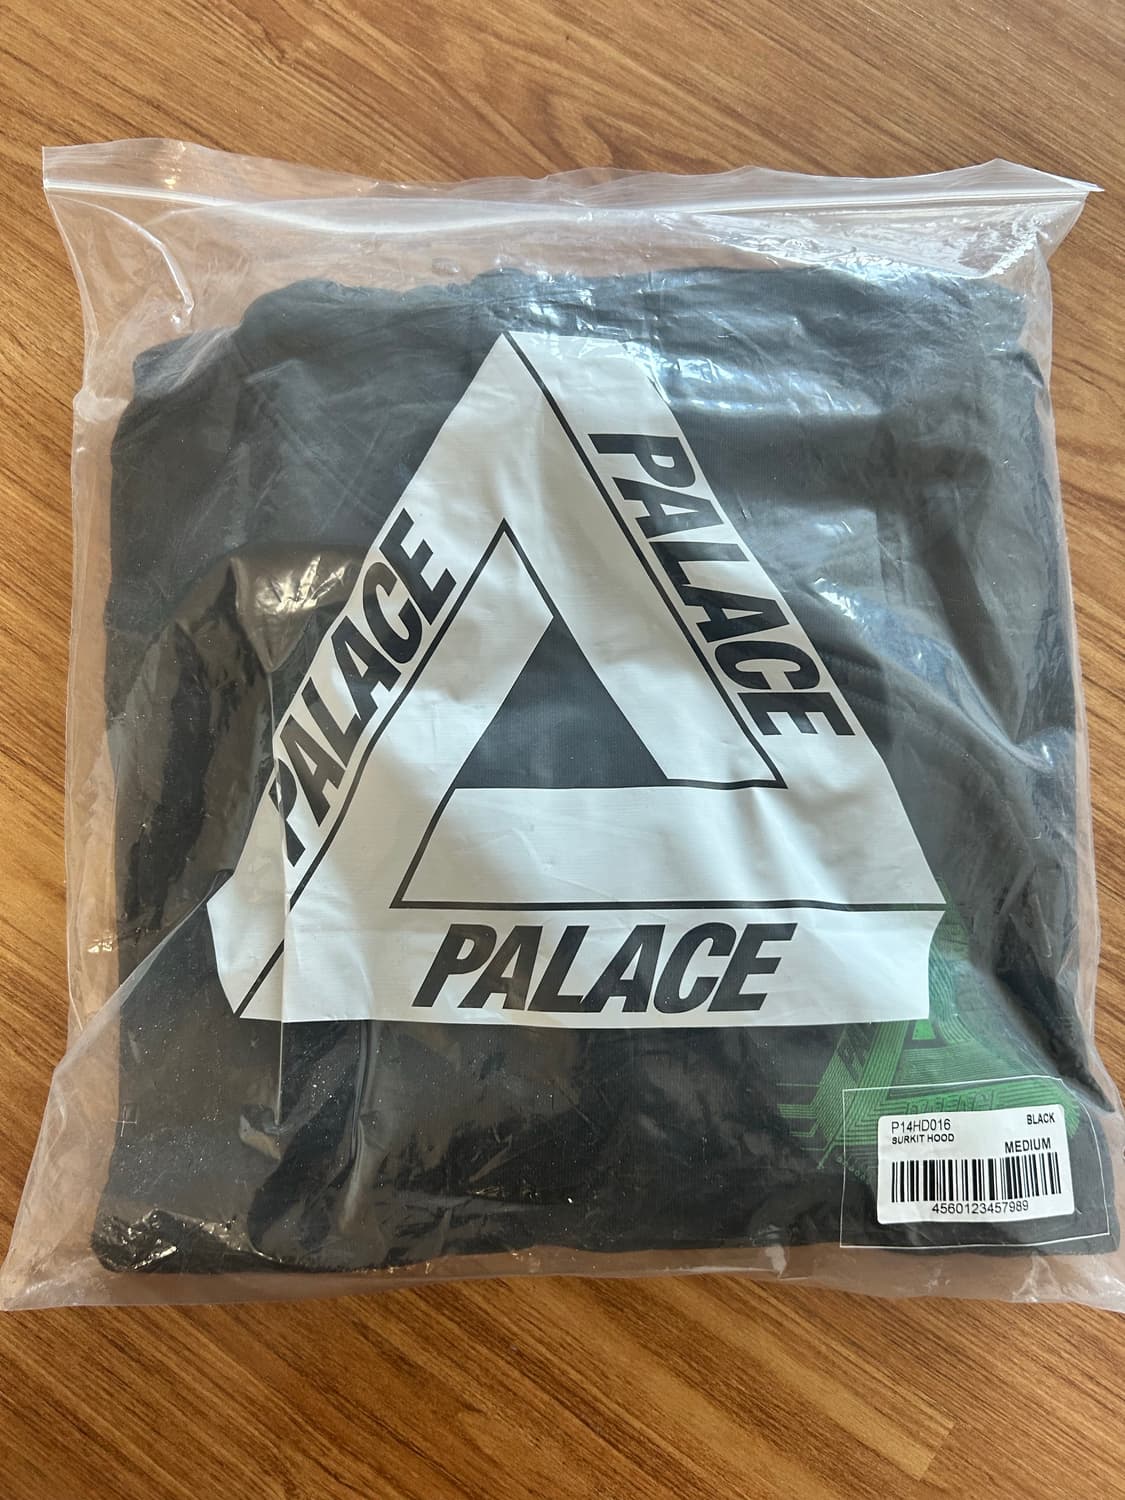 PALACE
PALACE
PALACE
P14HD016 BLACK
SURKIT HOOD
MEDIUM
4560123457989